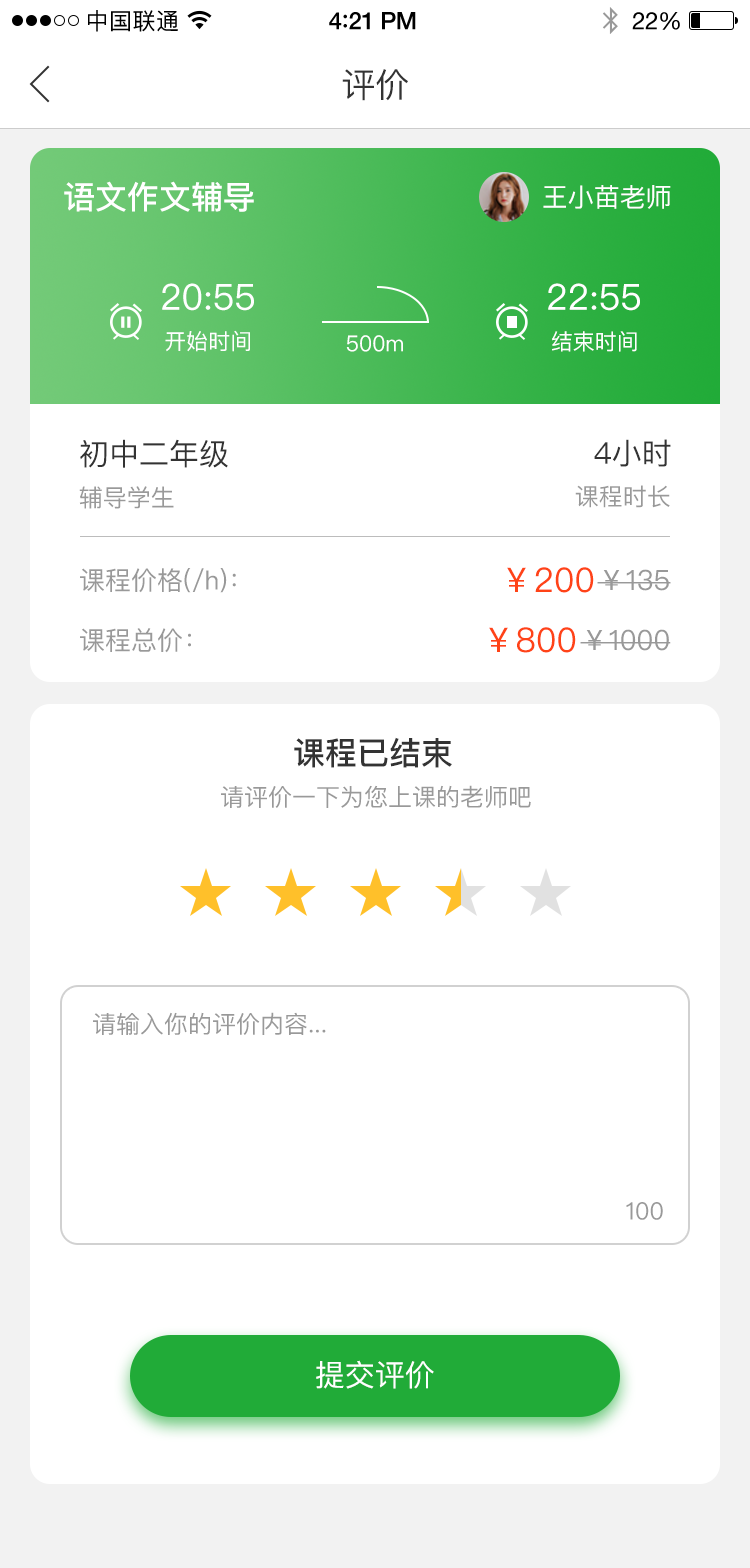 中国联通 4:21 PM 22%
评价
语文作文辅导 王小苗老师
20:55 22:55
开始时间 500m 结束时间
初中二年级 4小时
辅导学生 课程时长
课程价格(/h): ¥200 ¥135
课程总价: ¥800 ¥1000
课程已结束
请评价一下为您上课的老师吧
请输入你的评价内容...
100
提交评价